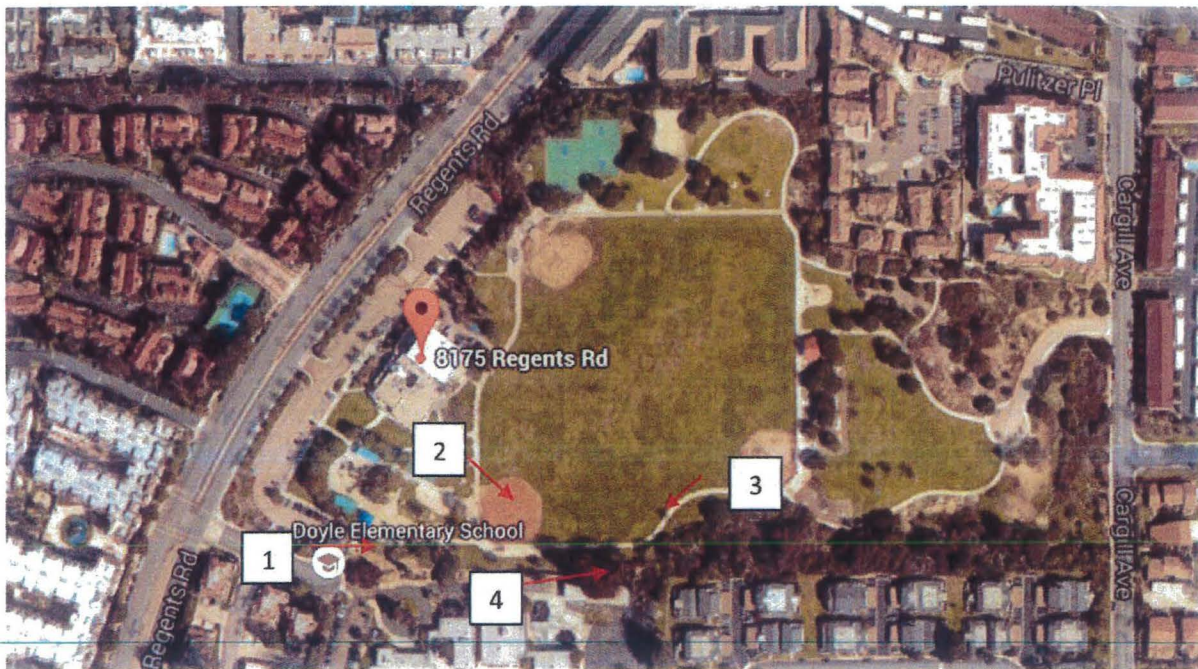 Pulitzer Pl
Regents Rd
Cargill Ave
8175 Regents Rd
2
3
Doyle Elementary School
1
4
Regents Rd
Cargill Ave